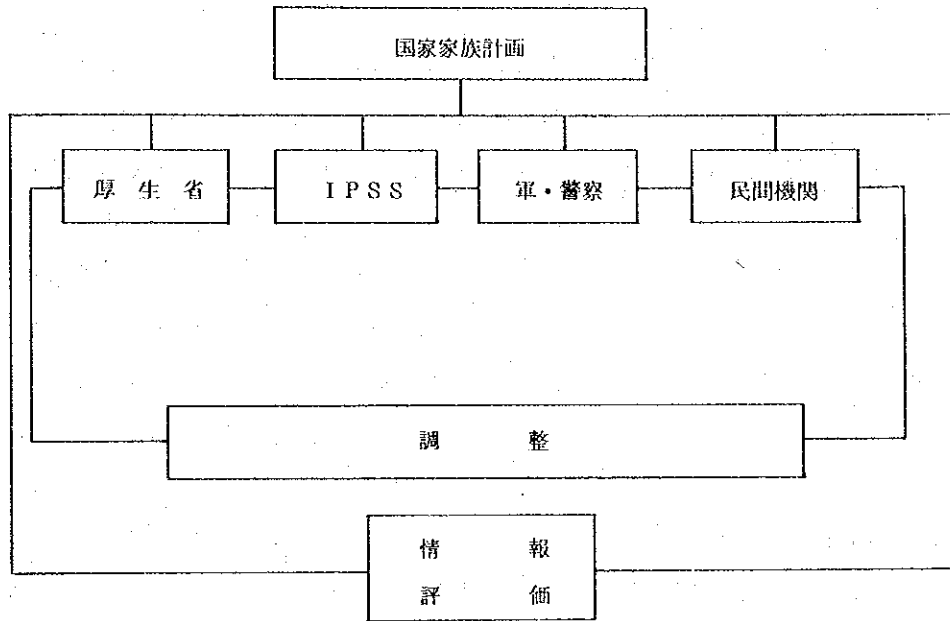 国家家族計画
厚生省
IPSS
軍・警察
民間機関
調整
情報
評価